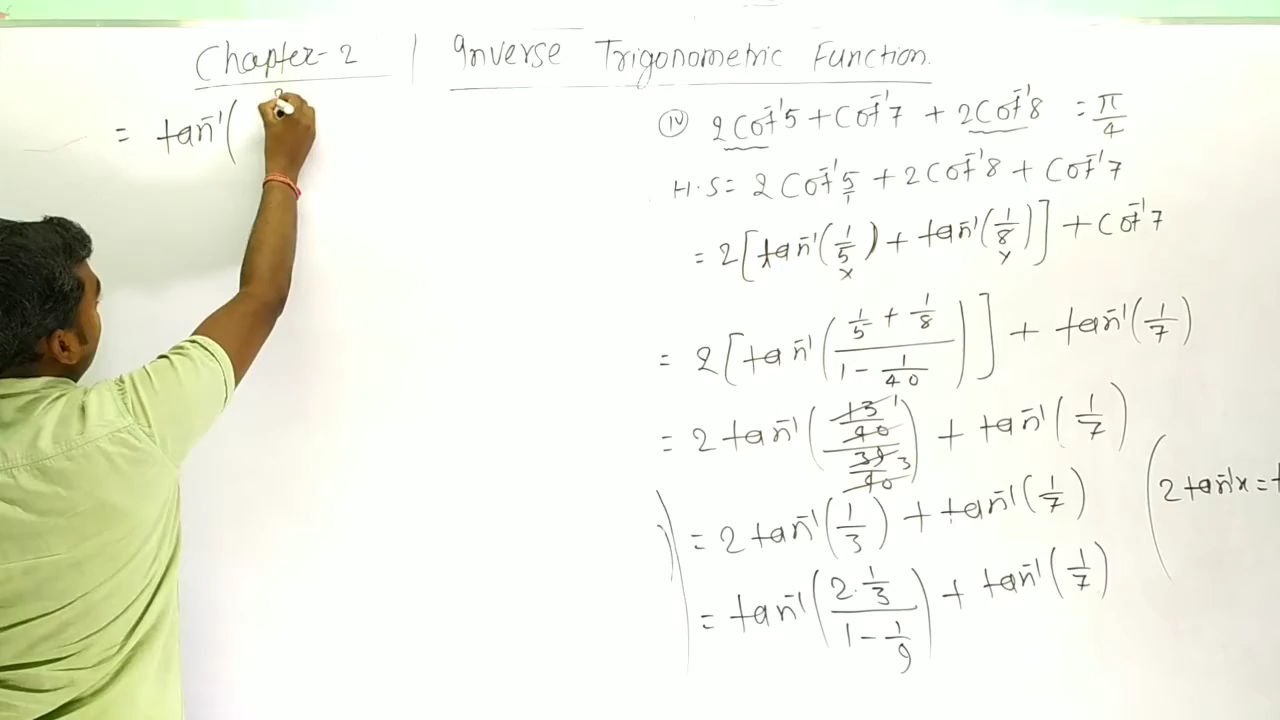 Chapter-2 | Inverse Trigonometric Function.
= tan⁻¹(
(iv) 2cot⁻¹5 + cot⁻¹7 + 2cot⁻¹8 = π/4
H.S = 2cot⁻¹5/1 + 2cot⁻¹8 + cot⁻¹7
= 2[tan⁻¹(1/5) + tan⁻¹(1/8)] + cot⁻¹7
x y
= 2[tan⁻¹((1/5 + 1/8)/(1 - 1/40))] + tan⁻¹(1/7)
= 2tan⁻¹((13/40)/(39/40)) + tan⁻¹(1/7)
1 3
= 2tan⁻¹(1/3) + tan⁻¹(1/7)
(2tan⁻¹x = t
= tan⁻¹((2·1/3)/(1 - 1/9)) + tan⁻¹(1/7)